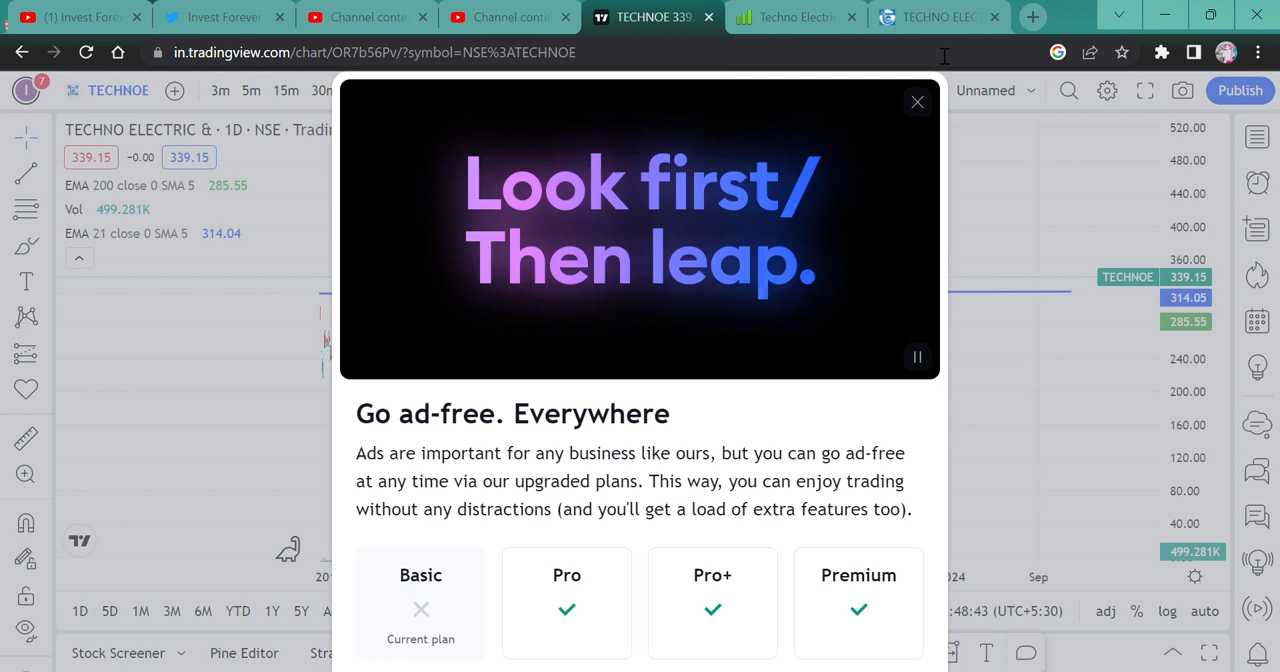 (1) Invest Fore
Invest Forever
Channel conte
Channel conte
TECHNOE 339.
Techno Electric
TECHNO ELEC
in.tradingview.com/chart/OR7b56Pv/?symbol=NSE%3ATECHNOE
I
7
TECHNOE
3m
5m
15m
30m
Unnamed
Publish
TECHNO ELECTRIC & · 1D · NSE · Tradi
339.15
-0.00
339.15
EMA 200 close 0 SMA 5 285.55
Vol 499.281K
EMA 21 close 0 SMA 5 314.04
Look first/
Then leap.
520.00
480.00
440.00
400.00
360.00
TECHNOE 339.15
314.05
285.55
240.00
200.00
160.00
120.00
80.00
40.00
499.281K
Go ad-free. Everywhere
Ads are important for any business like ours, but you can go ad-free
at any time via our upgraded plans. This way, you can enjoy trading
without any distractions (and you'll get a load of extra features too).
Basic
Current plan
Pro
Pro+
Premium
201
024
Sep
1D
5D
1M
3M
6M
YTD
1Y
5Y
A
:48:43 (UTC+5:30)
adj
%
log
auto
Stock Screener
Pine Editor
Stra